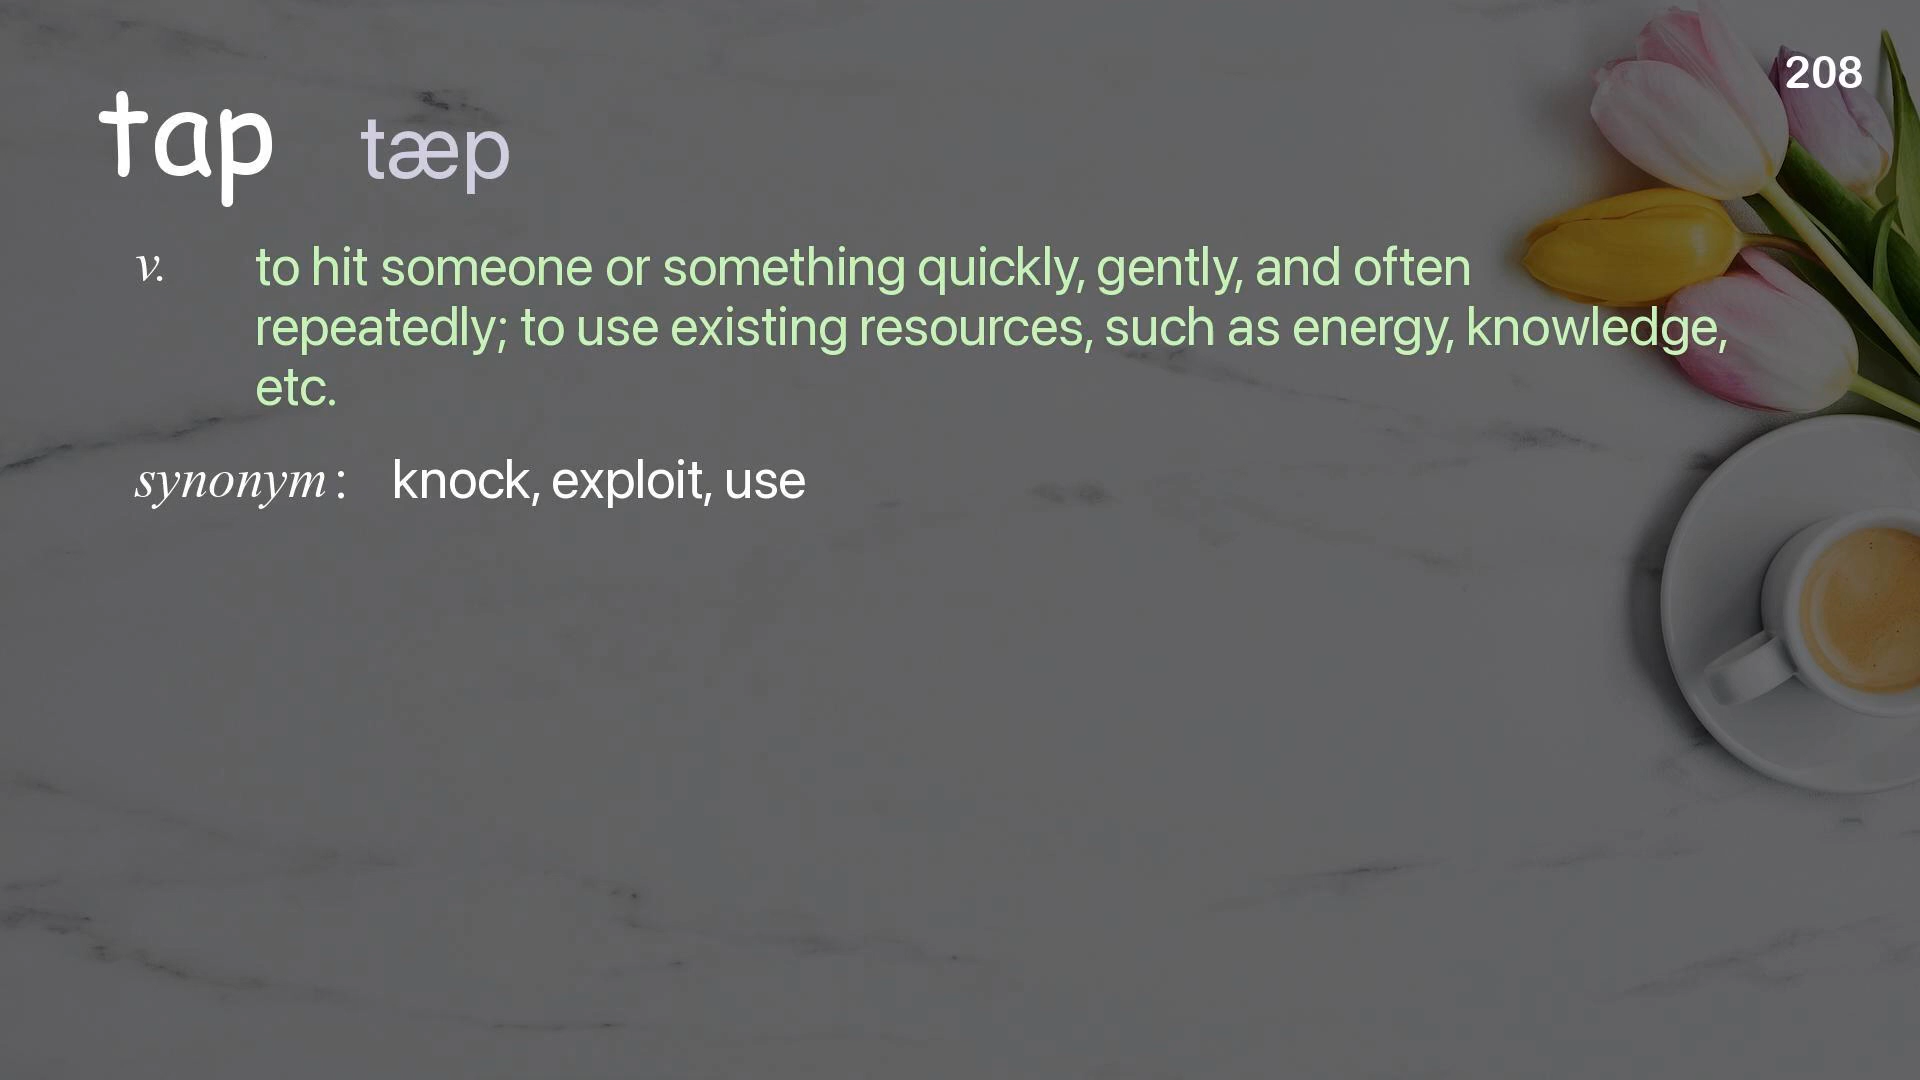 208
tap tæp
v. to hit someone or something quickly, gently, and often
repeatedly; to use existing resources, such as energy, knowledge,
etc.
synonym : knock, exploit, use